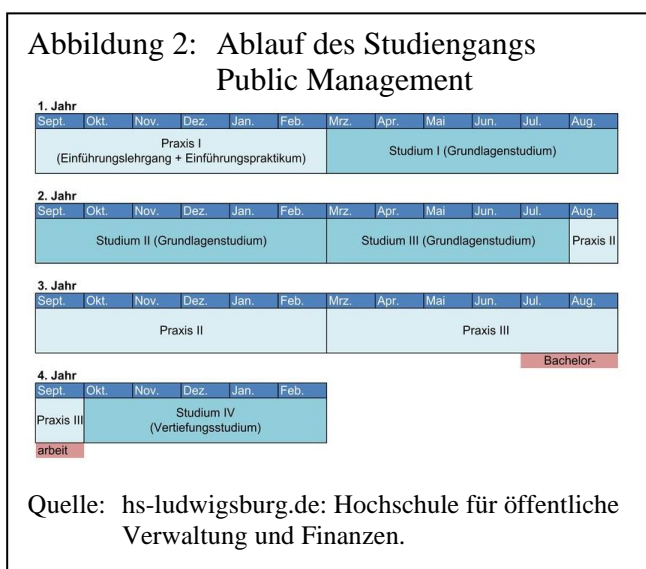 Abbildung 2: Ablauf des Studiengangs
Public Management
1. Jahr
Sept. Okt. Nov. Dez. Jan. Feb. Mrz. Apr. Mai Jun. Jul. Aug.
Praxis I
(Einführungslehrgang + Einführungspraktikum)
Studium I (Grundlagenstudium)
2. Jahr
Sept. Okt. Nov. Dez. Jan. Feb. Mrz. Apr. Mai Jun. Jul. Aug.
Studium II (Grundlagenstudium) Studium III (Grundlagenstudium) Praxis II
3. Jahr
Sept. Okt. Nov. Dez. Jan. Feb. Mrz. Apr. Mai Jun. Jul. Aug.
Praxis II Praxis III
Bachelor-
4. Jahr
Sept. Okt. Nov. Dez. Jan. Feb.
Praxis III
Studium IV
(Vertiefungsstudium)
arbeit
Quelle: hs-ludwigsburg.de: Hochschule für öffentliche
Verwaltung und Finanzen.